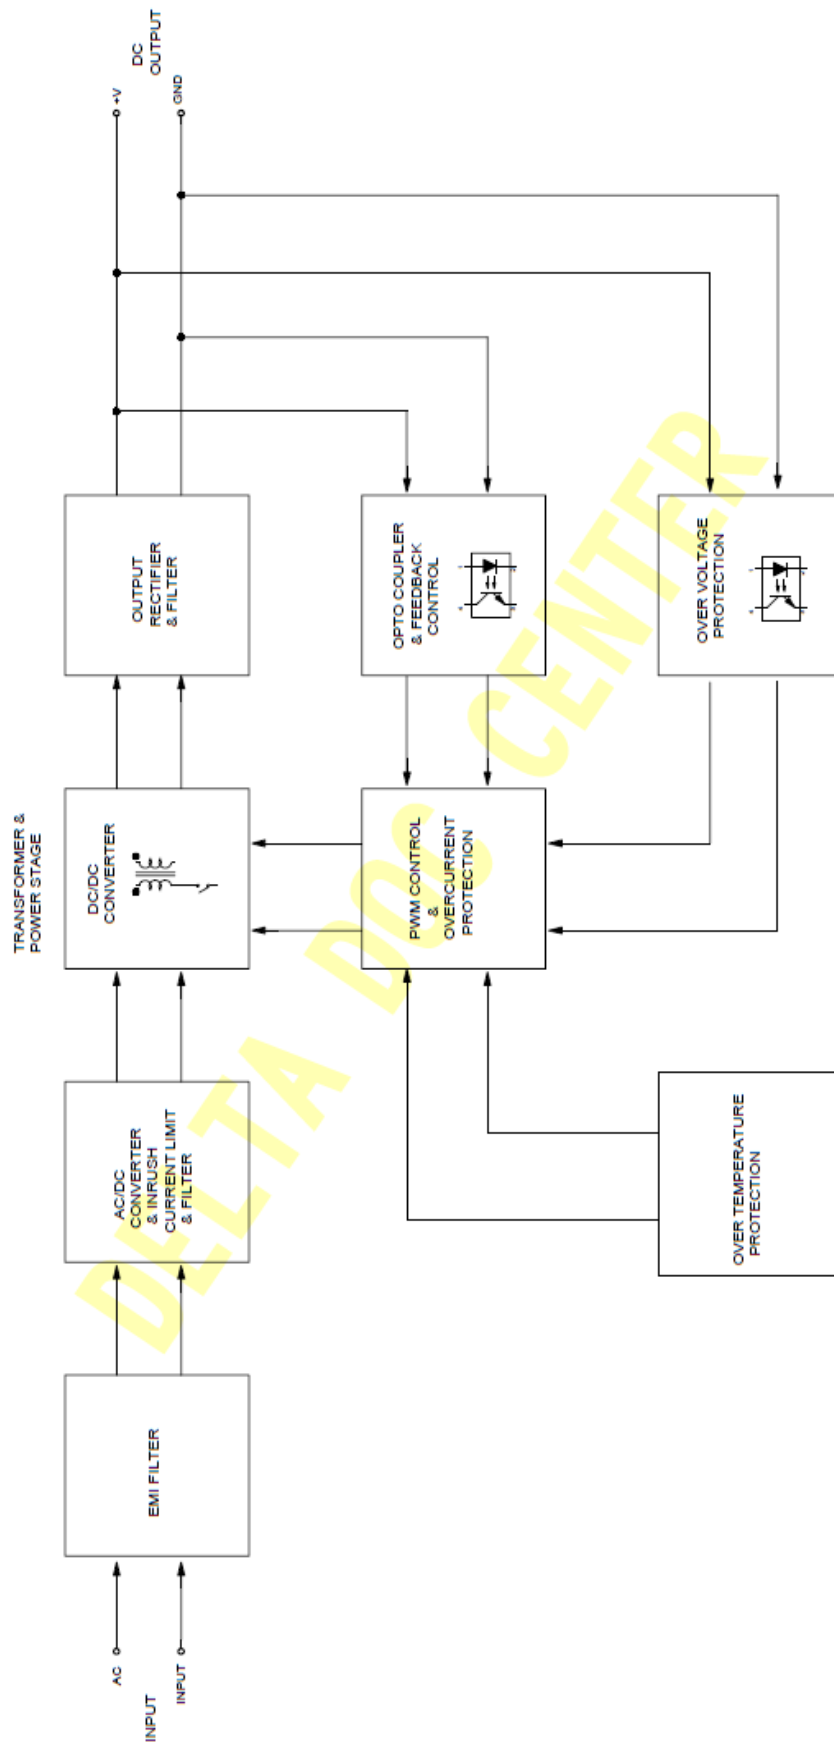 TRANSFORMER &
POWER STAGE
AC
INPUT
INPUT
EMI FILTER
AC/DC
CONVERTER
& INRUSH
CURRENT LIMIT
& FILTER
DC/DC
CONVERTER
OUTPUT
RECTIFIER
& FILTER
+V
GND
DC
OUTPUT
PWM CONTROL
&
OVERCURRENT
PROTECTION
OPTO COUPLER
& FEEDBACK
CONTROL
OVER TEMPERATURE
PROTECTION
OVER VOLTAGE
PROTECTION
DELTA DOC CENTER